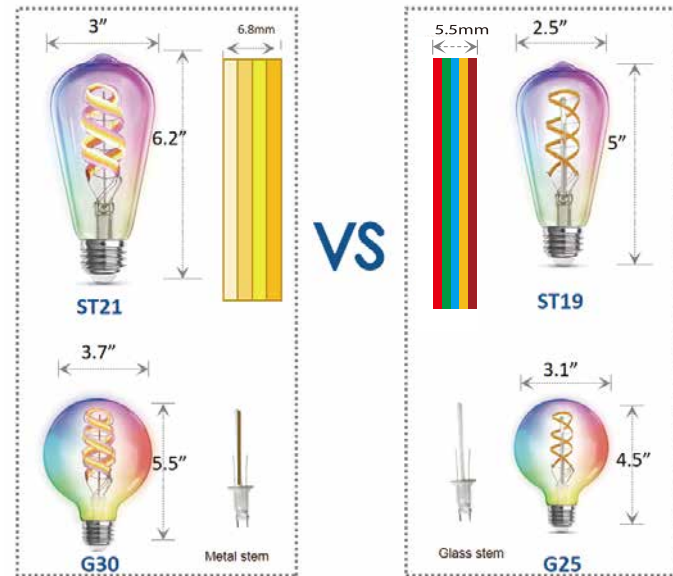 3”
6.8mm
6.2”
ST21
3.7”
5.5”
G30
Metal stem
VS
5.5mm
2.5”
5”
ST19
3.1”
4.5”
Glass stem
G25